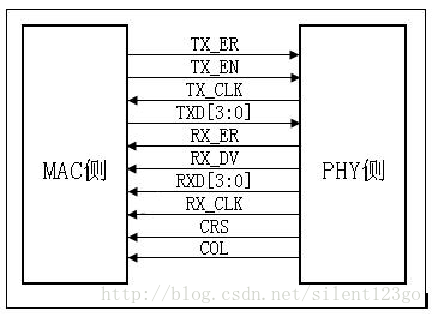 TX_ER
TX_EN
TX_CLK
TXD[3:0]
RX_ER
RX_DV
MAC侧
PHY侧
RXD[3:0]
RX_CLK
CRS
COL
http://blog.csdn.net/silent123go